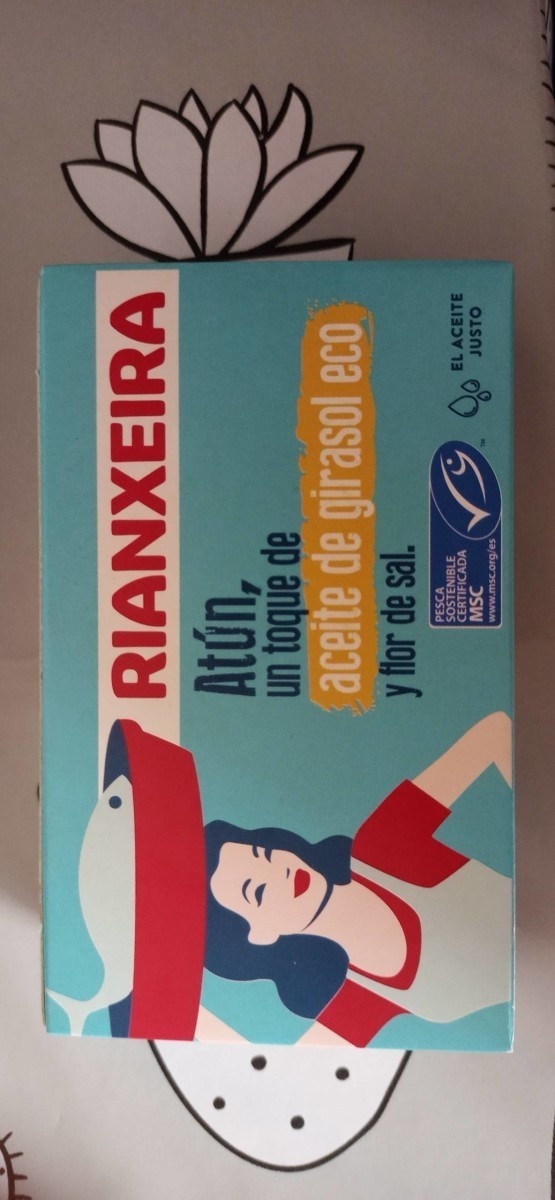 RIANXEIRA
Atún,
un toque de
aceite de girasol eco
y flor de sal.
PESCA
SOSTENIBLE
CERTIFICADA
MSC
www.msc.org/es
TM
EL ACEITE
JUSTO